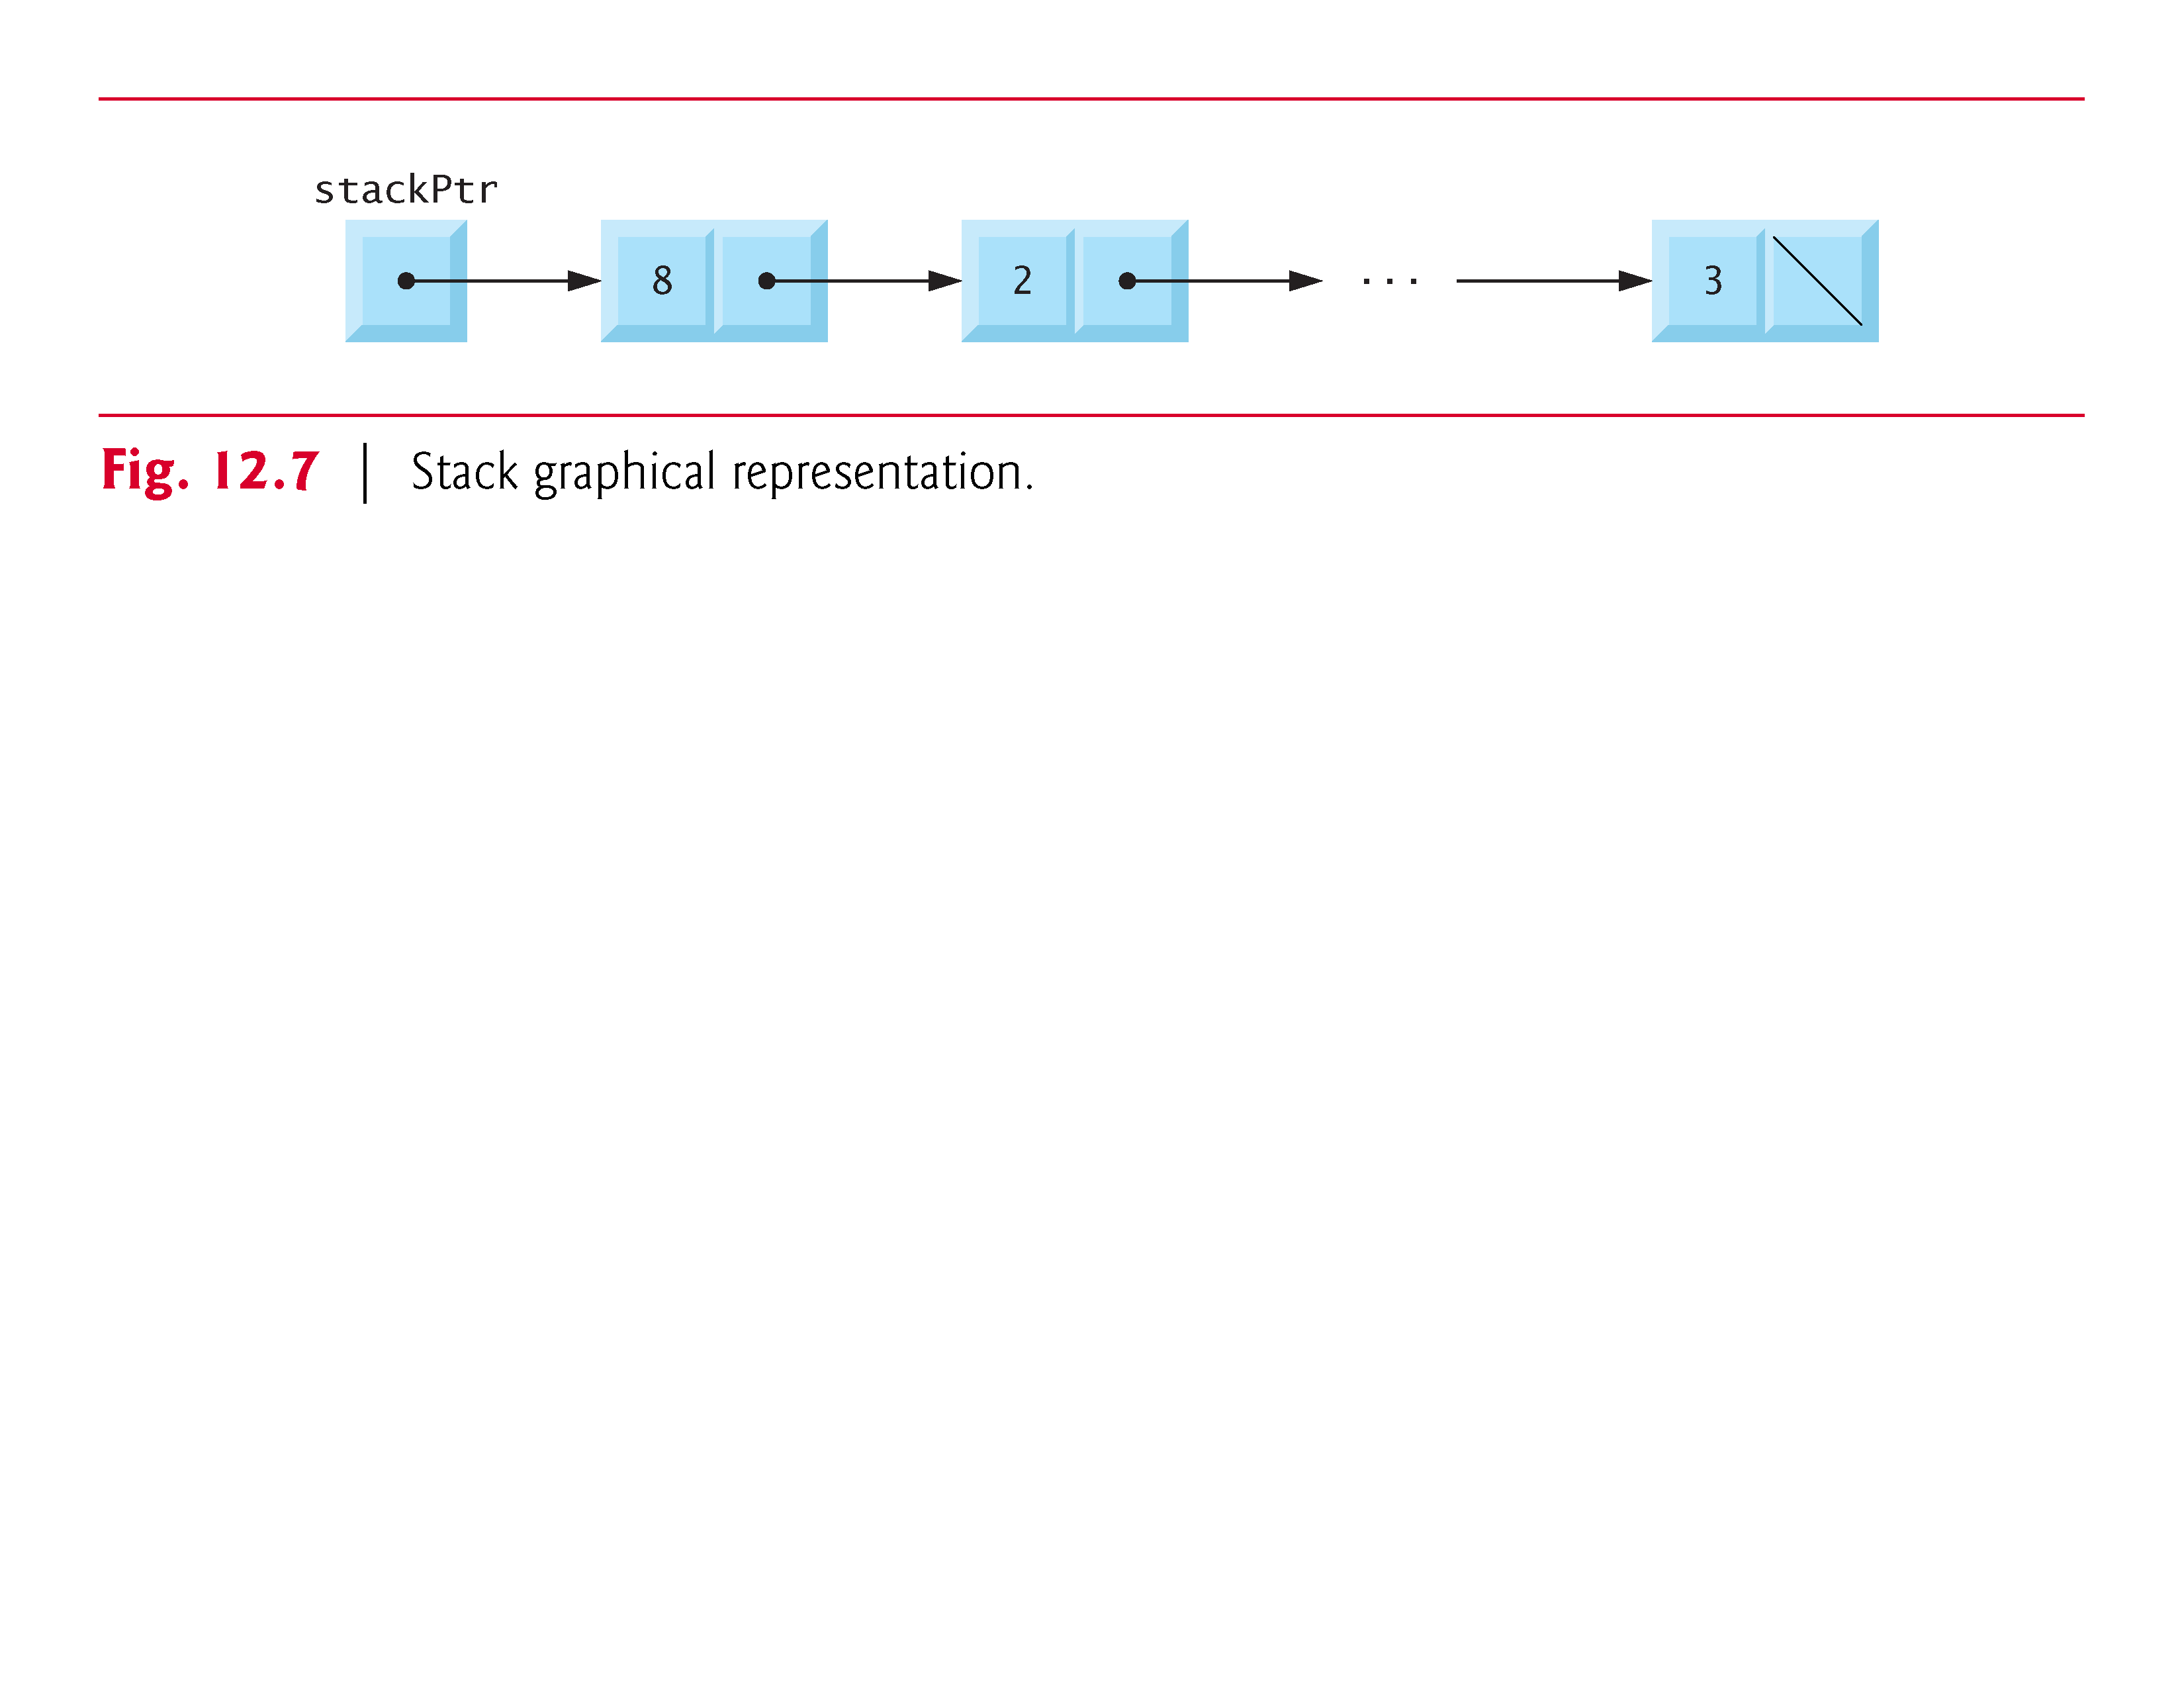 stackPtr
8 2 ... 3
Fig. 12.7 | Stack graphical representation.